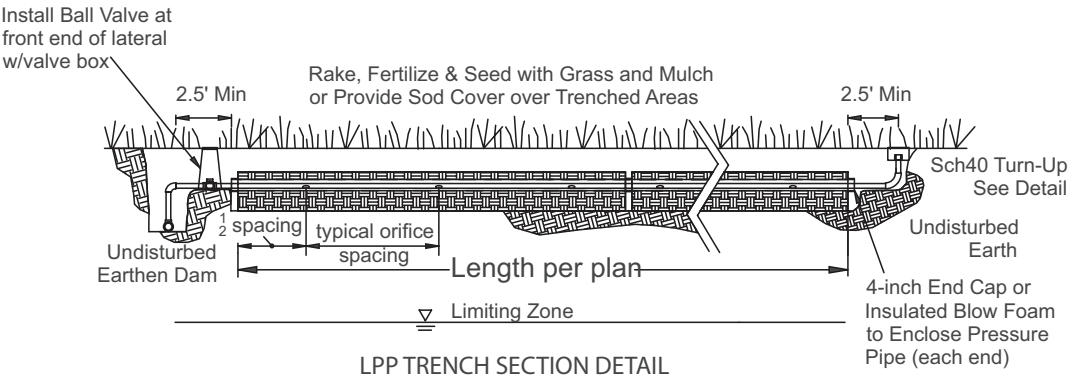 Install Ball Valve at
front end of lateral
w/valve box
Rake, Fertilize & Seed with Grass and Mulch
or Provide Sod Cover over Trenched Areas
2.5' Min
2.5' Min
Sch40 Turn-Up
See Detail
1
2
spacing
typical orifice
spacing
Undisturbed
Earthen Dam
Undisturbed
Earth
Length per plan
4-inch End Cap or
Insulated Blow Foam
to Enclose Pressure
Pipe (each end)
Limiting Zone
LPP TRENCH SECTION DETAIL